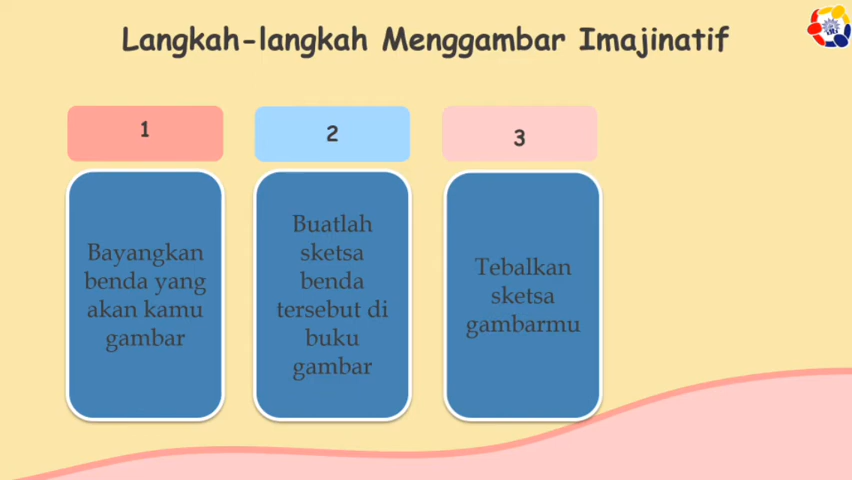 Langkah-langkah Menggambar Imajinatif
1
Bayangkan
benda yang
akan kamu
gambar
2
Buatlah
sketsa
benda
tersebut di
buku
gambar
3
Tebalkan
sketsa
gambarmu